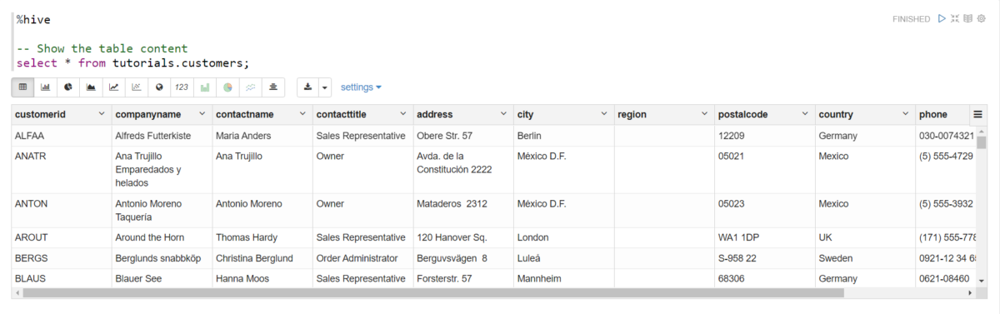 %hive
FINISHED
-- Show the table content
select * from tutorials.customers;
123
settings
customerid companyname contactname contacttitle address city region postalcode country phone
ALFAA Alfreds Futterkiste Maria Anders Sales Representative Obere Str. 57 Berlin 12209 Germany 030-0074321
ANATR Ana Trujillo Ana Trujillo Owner Avda. de la México D.F. 05021 Mexico (5) 555-4729
Emparedados y Constitución 2222
helados
ANTON Antonio Moreno Antonio Moreno Owner Mataderos  2312 México D.F. 05023 Mexico (5) 555-3932
Taquería
AROUT Around the Horn Thomas Hardy Sales Representative 120 Hanover Sq. London WA1 1DP UK (171) 555-778
BERGS Berglunds snabbköp Christina Berglund Order Administrator Berguvsvägen  8 Luleå S-958 22 Sweden 0921-12 34 6
BLAUS Blauer See Hanna Moos Sales Representative Forsterstr. 57 Mannheim 68306 Germany 0621-08460